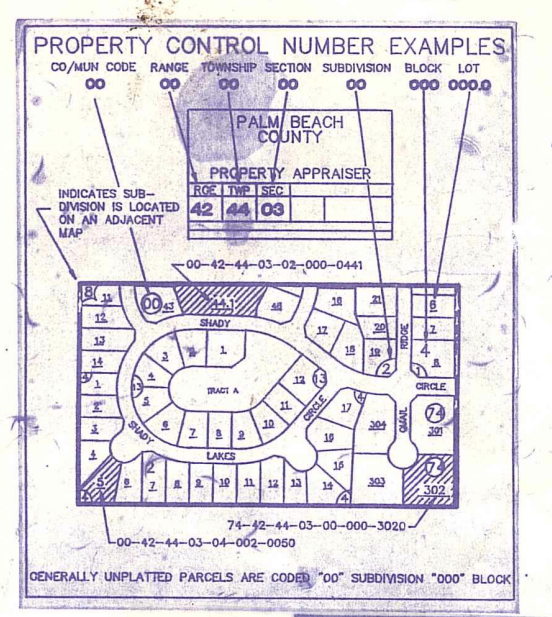 PROPERTY CONTROL NUMBER EXAMPLES
CO/MUN CODE RANGE TOWNSHIP SECTION SUBDIVISION BLOCK LOT
00 00 00 00 00 000 000.0
PALM BEACH
COUNTY
PROPERTY APPRAISER
RGE TWP SEC
42 44 03
INDICATES SUB-
DIVISION IS LOCATED
ON AN ADJACENT
MAP
00-42-44-03-02-000-0441
8 11 00 43 44.1 46 16 21 6
12 SHADY 17 20 RIDGE 7
13 3 1 18 19 2 4 8
14 4 TRACT A 12 13 1 CIRCLE
1 13 5 11 CIRCLE 17 4 74
2 6 7 8 9 10 16 304 QUAIL 301
3 SHADY LAKES 15 74
4 2 303 302
5 6 7 8 9 10 11 12 13 14 4
74-42-44-03-00-000-3020
00-42-44-03-04-002-0050
GENERALLY UNPLATTED PARCELS ARE CODED "00" SUBDIVISION "000" BLOCK